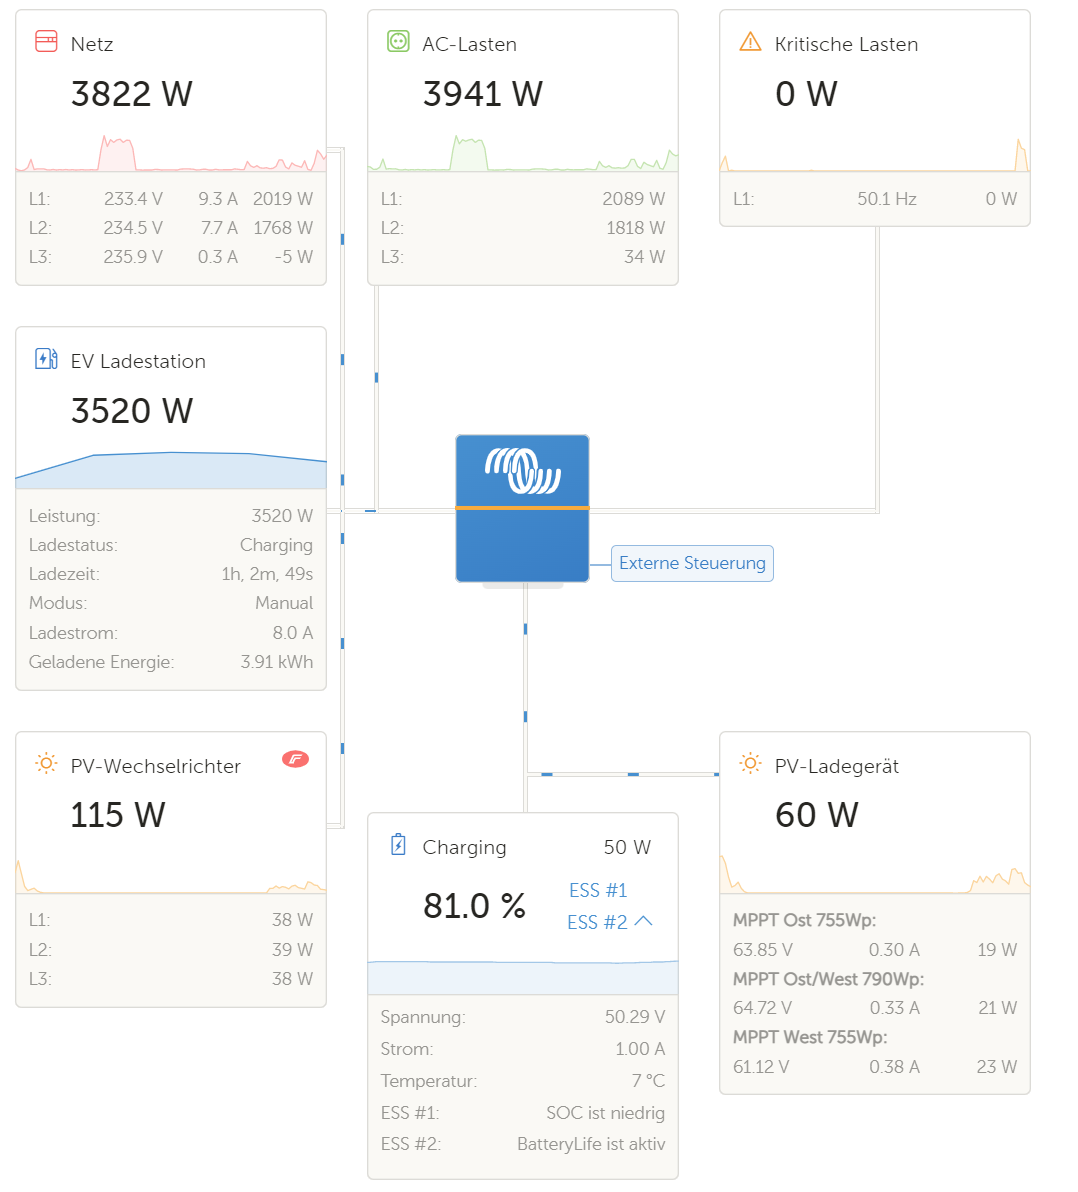 Netz
3822 W
L1: 233.4 V 9.3 A 2019 W
L2: 234.5 V 7.7 A 1768 W
L3: 235.9 V 0.3 A -5 W
AC-Lasten
3941 W
L1: 2089 W
L2: 1818 W
L3: 34 W
Kritische Lasten
0 W
L1: 50.1 Hz 0 W
EV Ladestation
3520 W
Leistung: 3520 W
Ladestatus: Charging
Ladezeit: 1h, 2m, 49s
Modus: Manual
Ladestrom: 8.0 A
Geladene Energie: 3.91 kWh
Externe Steuerung
PV-Wechselrichter
115 W
L1: 38 W
L2: 39 W
L3: 38 W
Charging 50 W
81.0 %
ESS #1
ESS #2
Spannung: 50.29 V
Strom: 1.00 A
Temperatur: 7 °C
ESS #1: SOC ist niedrig
ESS #2: BatteryLife ist aktiv
PV-Ladegerät
60 W
MPPT Ost 755Wp:
63.85 V 0.30 A 19 W
MPPT Ost/West 790Wp:
64.72 V 0.33 A 21 W
MPPT West 755Wp:
61.12 V 0.38 A 23 W